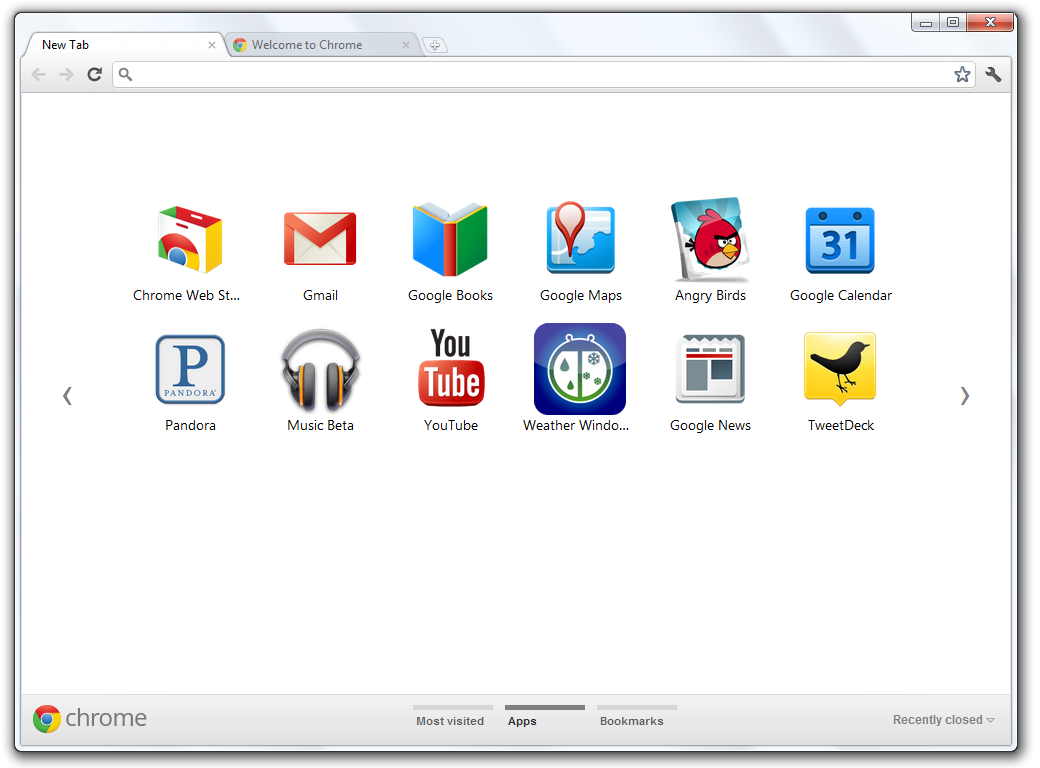 New Tab
Welcome to Chrome
Chrome Web St...
Gmail
Google Books
Google Maps
Angry Birds
31
Google Calendar
P
PANDORA
You
Tube
Pandora
Music Beta
YouTube
Weather Windo...
Google News
TweetDeck
chrome
Most visited
Apps
Bookmarks
Recently closed